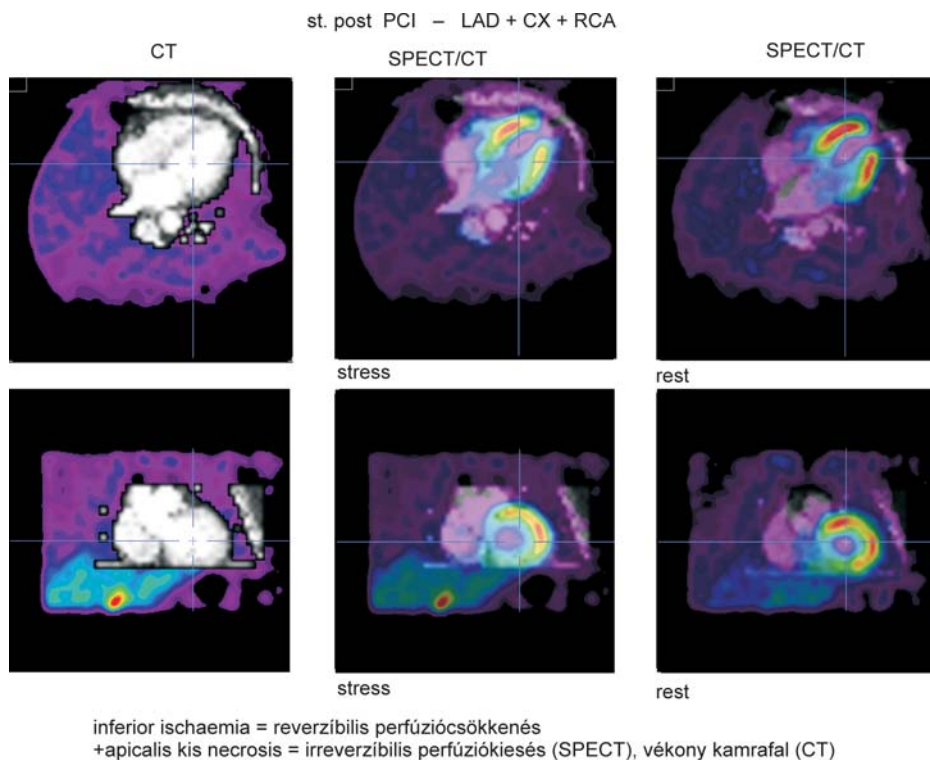 st. post PCI – LAD + CX + RCA
CT
SPECT/CT
SPECT/CT
stress
rest
stress
rest
inferior ischaemia = reverzíbilis perfúziócsökkenés
+apicalis kis necrosis = irreverzíbilis perfúziókiesés (SPECT), vékony kamrafal (CT)